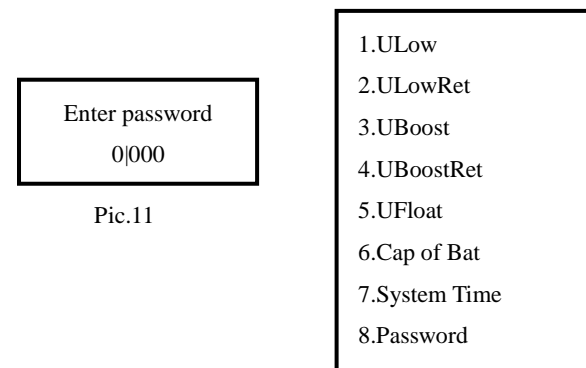 Enter password
0|000
Pic.11
1.ULow
2.ULowRet
3.UBoost
4.UBoostRet
5.UFloat
6.Cap of Bat
7.System Time
8.Password